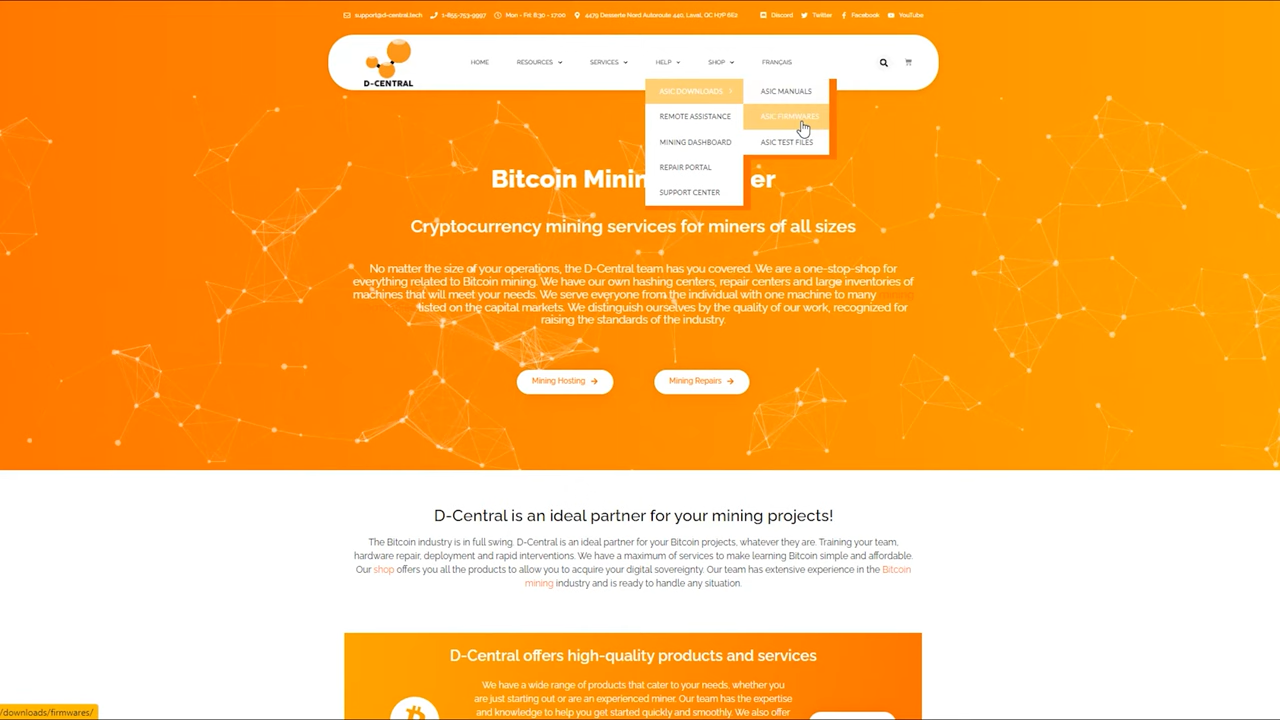 support@d-central.tech 1-855-753-9997 Mon - Fri: 8:30 - 17:00 4479 Desserte Nord Autoroute 440, Laval, QC H7P 6E2 Discord Twitter Facebook YouTube
D-CENTRAL
HOME RESOURCES SERVICES HELP SHOP FRANÇAIS
ASIC DOWNLOADS ASIC MANUALS
REMOTE ASSISTANCE ASIC FIRMWARES
MINING DASHBOARD ASIC TEST FILES
REPAIR PORTAL
SUPPORT CENTER
Bitcoin Minin er
Cryptocurrency mining services for miners of all sizes
No matter the size of your operations, the D-Central team has you covered. We are a one-stop-shop for
everything related to Bitcoin mining. We have our own hashing centers, repair centers and large inventories of
machines that will meet your needs. We serve everyone from the individual with one machine to many
listed on the capital markets. We distinguish ourselves by the quality of our work, recognized for
raising the standards of the industry.
Mining Hosting Mining Repairs
D-Central is an ideal partner for your mining projects!
The Bitcoin industry is in full swing. D-Central is an ideal partner for your Bitcoin projects, whatever they are. Training your team,
hardware repair, deployment and rapid interventions. We have a maximum of services to make learning Bitcoin simple and affordable.
Our shop offers you all the products to allow you to acquire your digital sovereignty. Our team has extensive experience in the Bitcoin
mining industry and is ready to handle any situation.
D-Central offers high-quality products and services
We have a wide range of products that cater to your needs, whether you
are just starting out or are an experienced miner. Our team has the expertise
and knowledge to help you get started quickly and smoothly. We also offer
/downloads/firmwares/